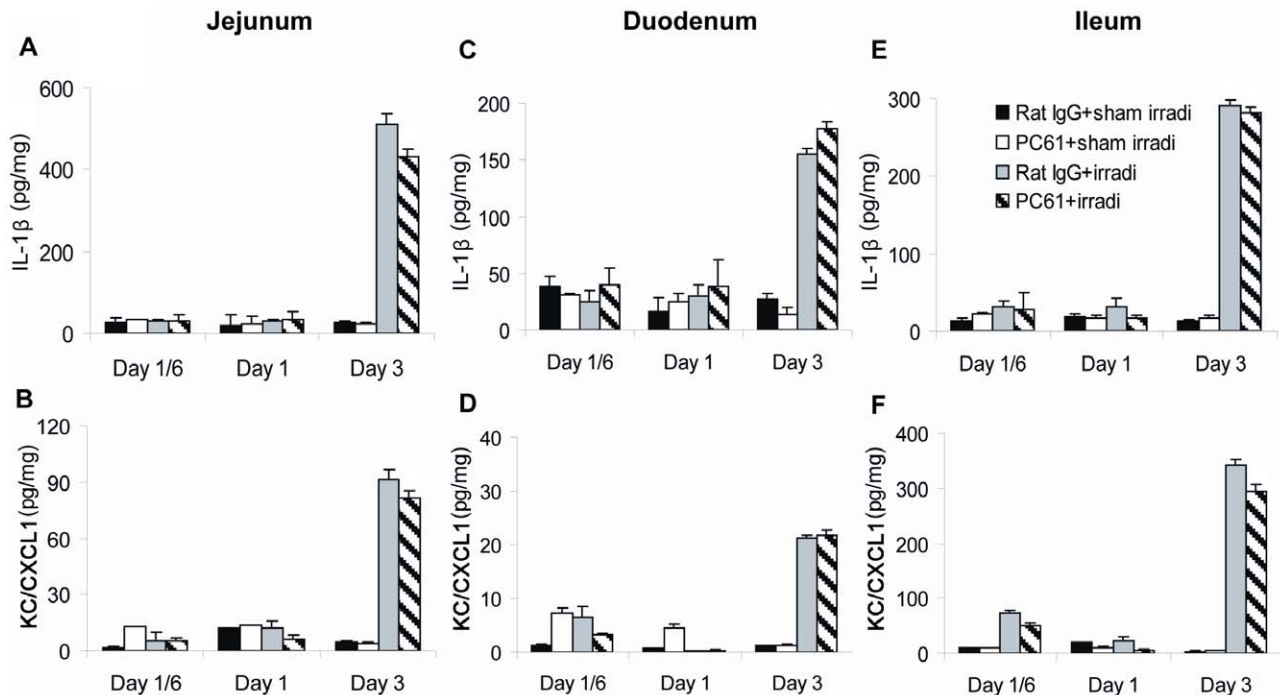 Jejunum
Duodenum
Ileum
A
600
400
200
0
IL-1β (pg/mg)
Day 1/6
Day 1
Day 3
C
200
150
100
50
0
IL-1β (pg/mg)
Day 1/6
Day 1
Day 3
E
300
200
100
0
IL-1β (pg/mg)
Rat IgG+sham irradi
PC61+sham irradi
Rat IgG+irradi
PC61+irradi
Day 1/6
Day 1
Day 3
B
120
90
60
30
0
KC/CXCL1(pg/mg)
Day 1/6
Day 1
Day 3
D
40
30
20
10
0
KC/CXCL1(pg/mg)
Day 1/6
Day 1
Day 3
F
400
300
200
100
0
KC/CXCL1(pg/mg)
Day 1/6
Day 1
Day 3